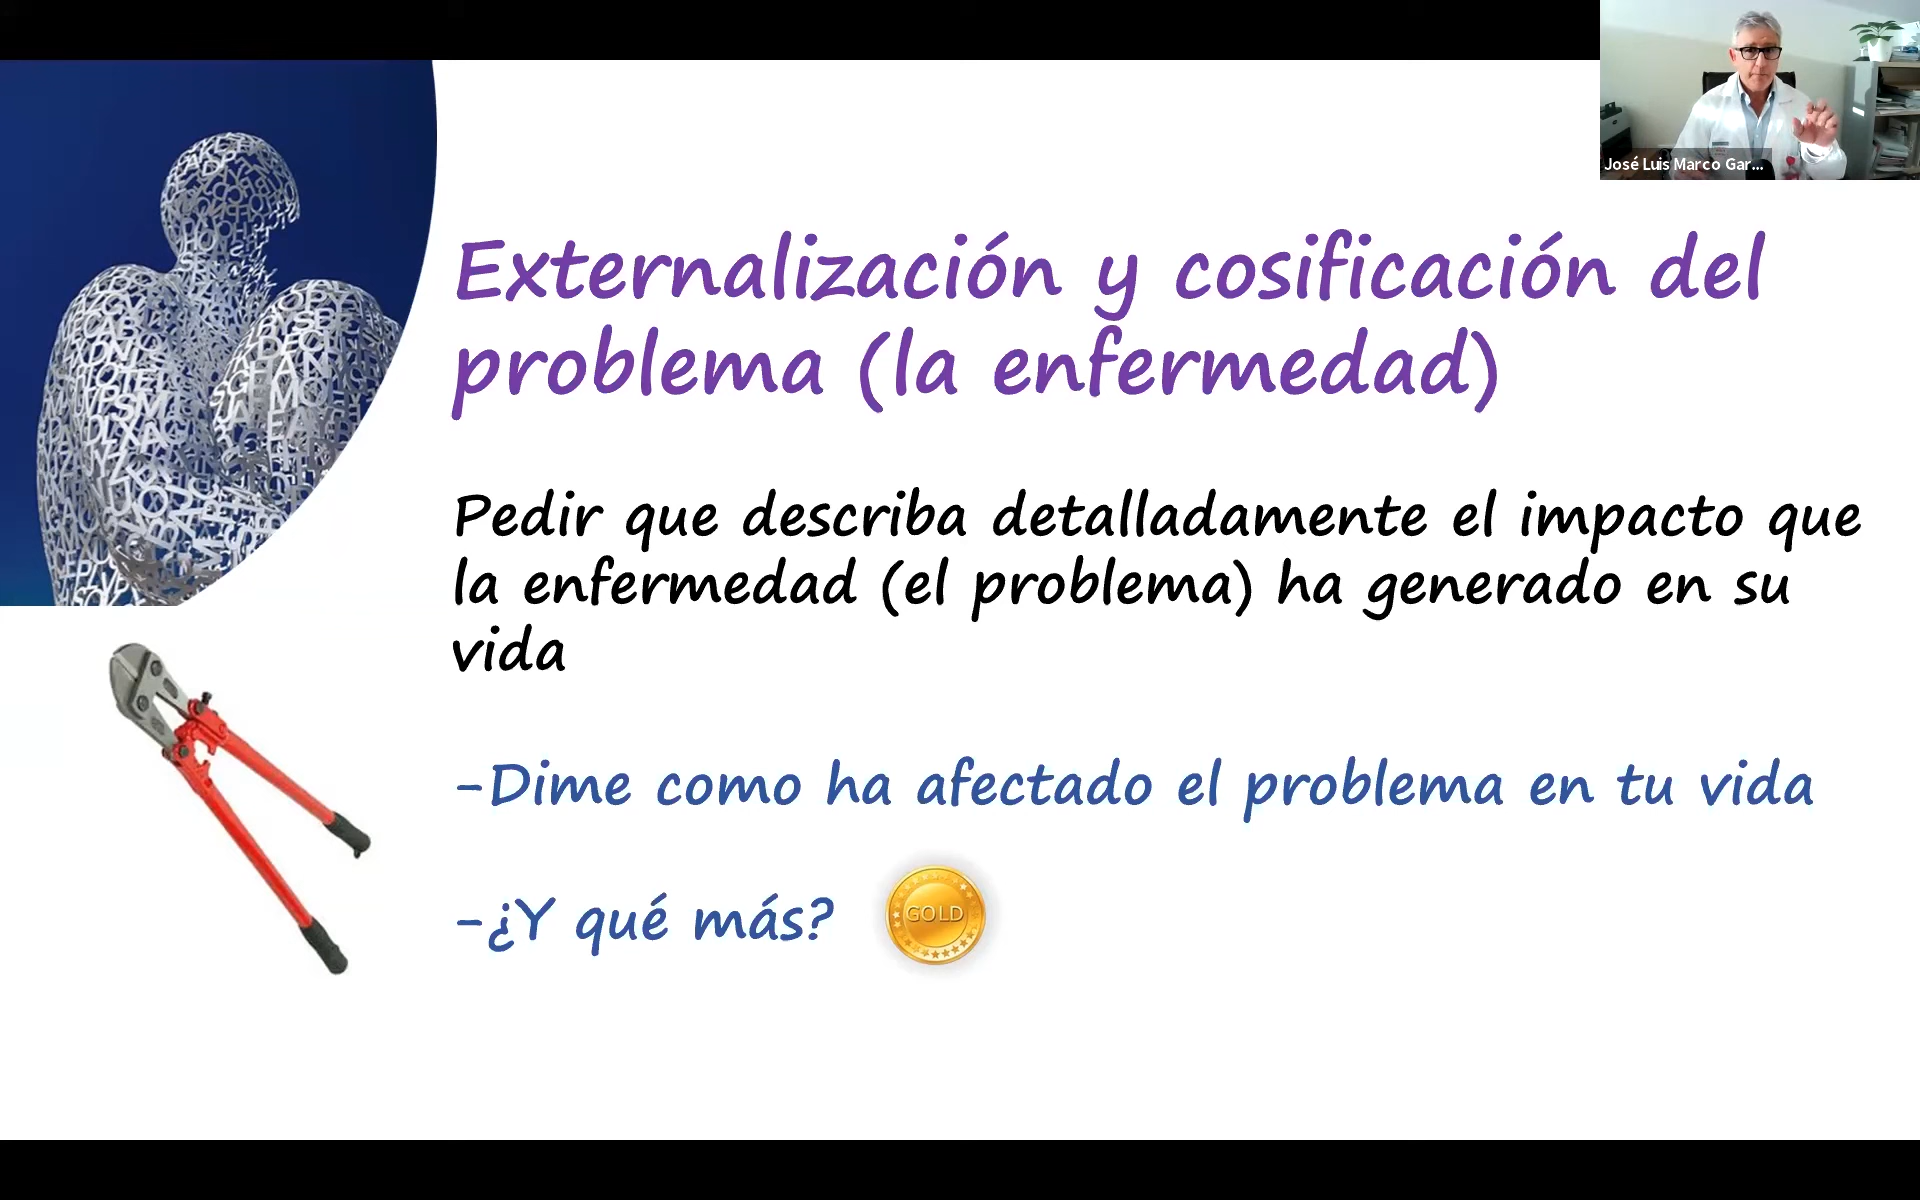 José Luis Marco Gar...
Externalización y cosificación del
problema (la enfermedad)
Pedir que describa detalladamente el impacto que
la enfermedad (el problema) ha generado en su
vida
-Dime como ha afectado el problema en tu vida
-¿Y qué más?
GOLD